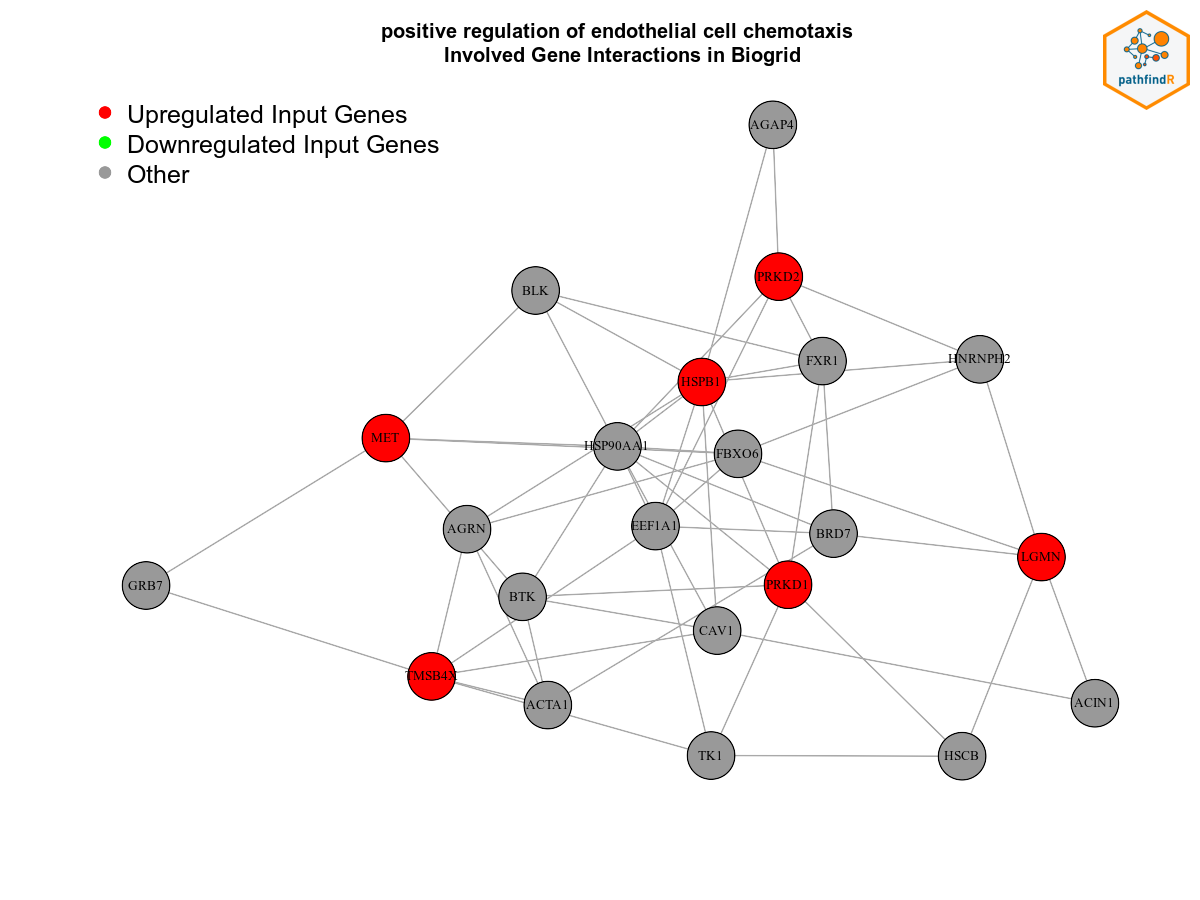 positive regulation of endothelial cell chemotaxis
Involved Gene Interactions in Biogrid
pathfindR
Upregulated Input Genes
Downregulated Input Genes
Other
AGAP4
PRKD2
BLK
FXR1
HNRNPH2
HSPB1
MET
HSP90AA1
FBXO6
AGRN
EEF1A1
BRD7
LGMN
GRB7
BTK
PRKD1
CAV1
TMSB4X
ACTA1
ACIN1
TK1
HSCB